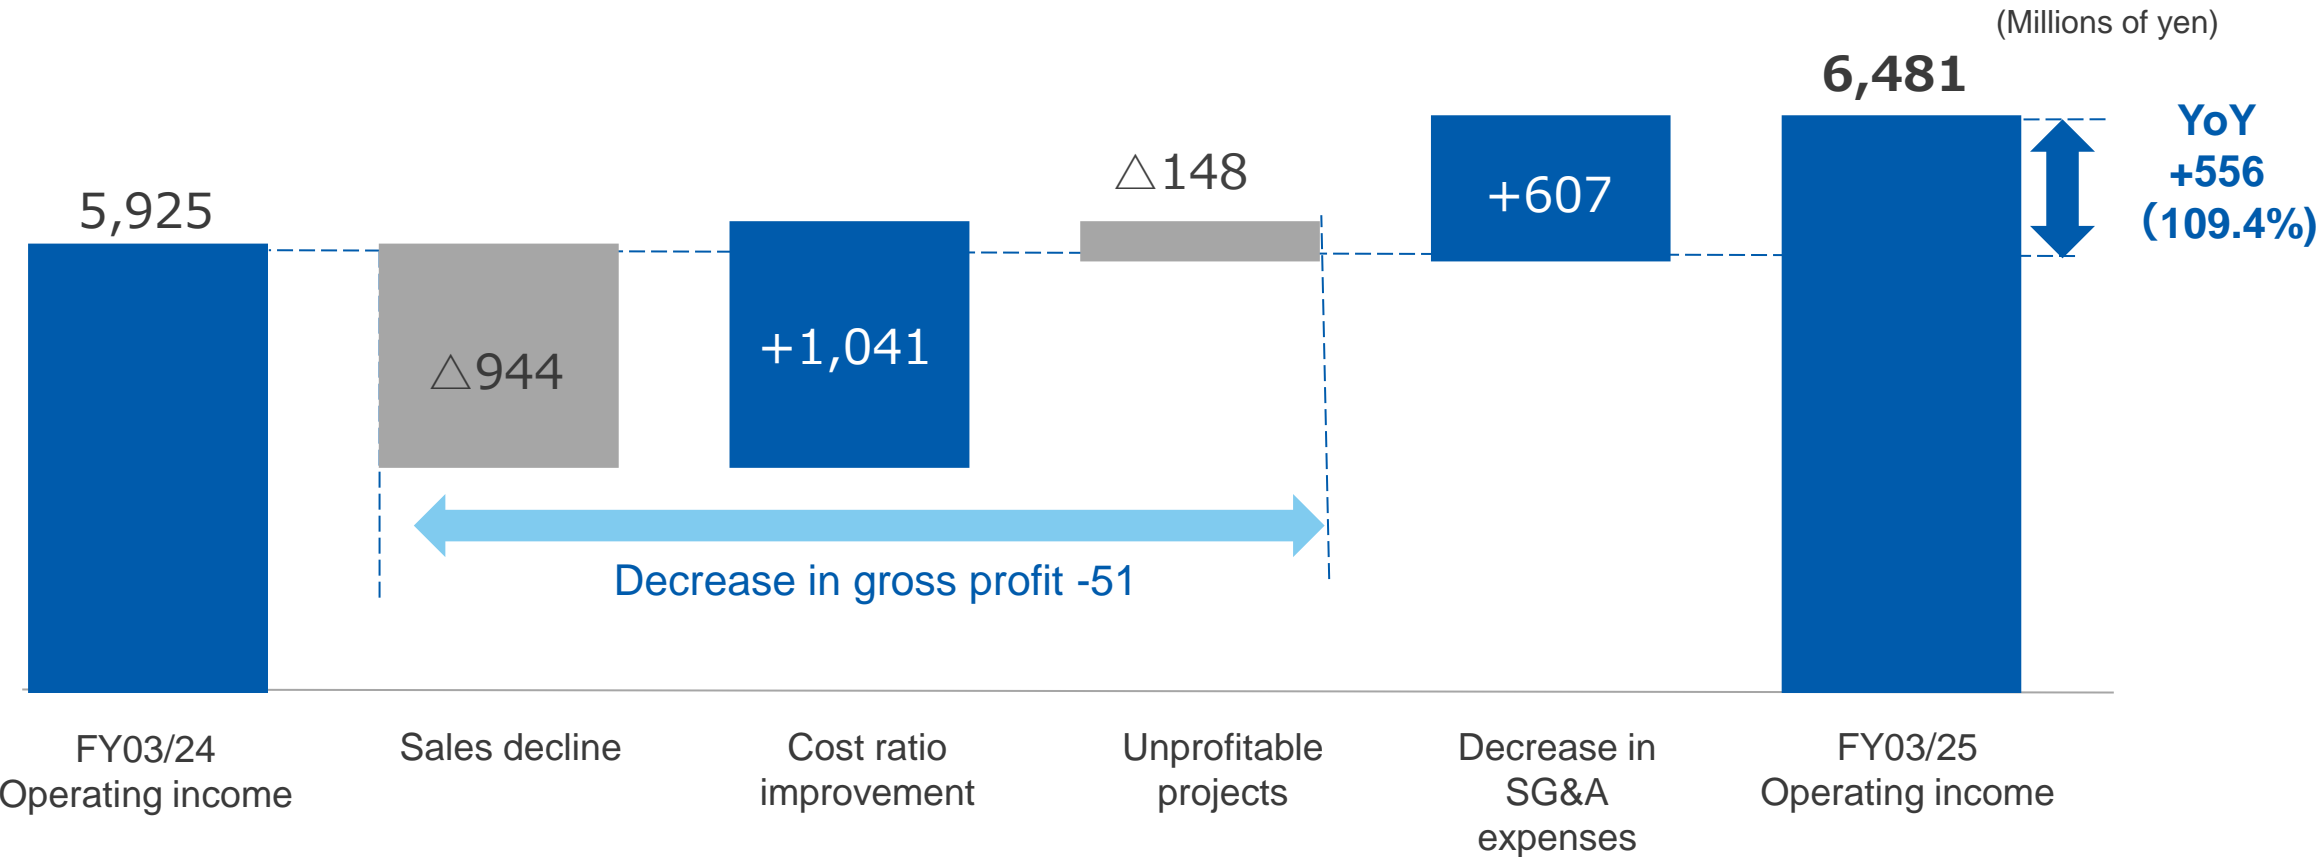 (Millions of yen)
6,481
YoY
+556
(109.4%)
5,925
△944
+1,041
△148
+607
Decrease in gross profit -51
FY03/24
Operating income
Sales decline
Cost ratio
improvement
Unprofitable
projects
Decrease in
SG&A
expenses
FY03/25
Operating income